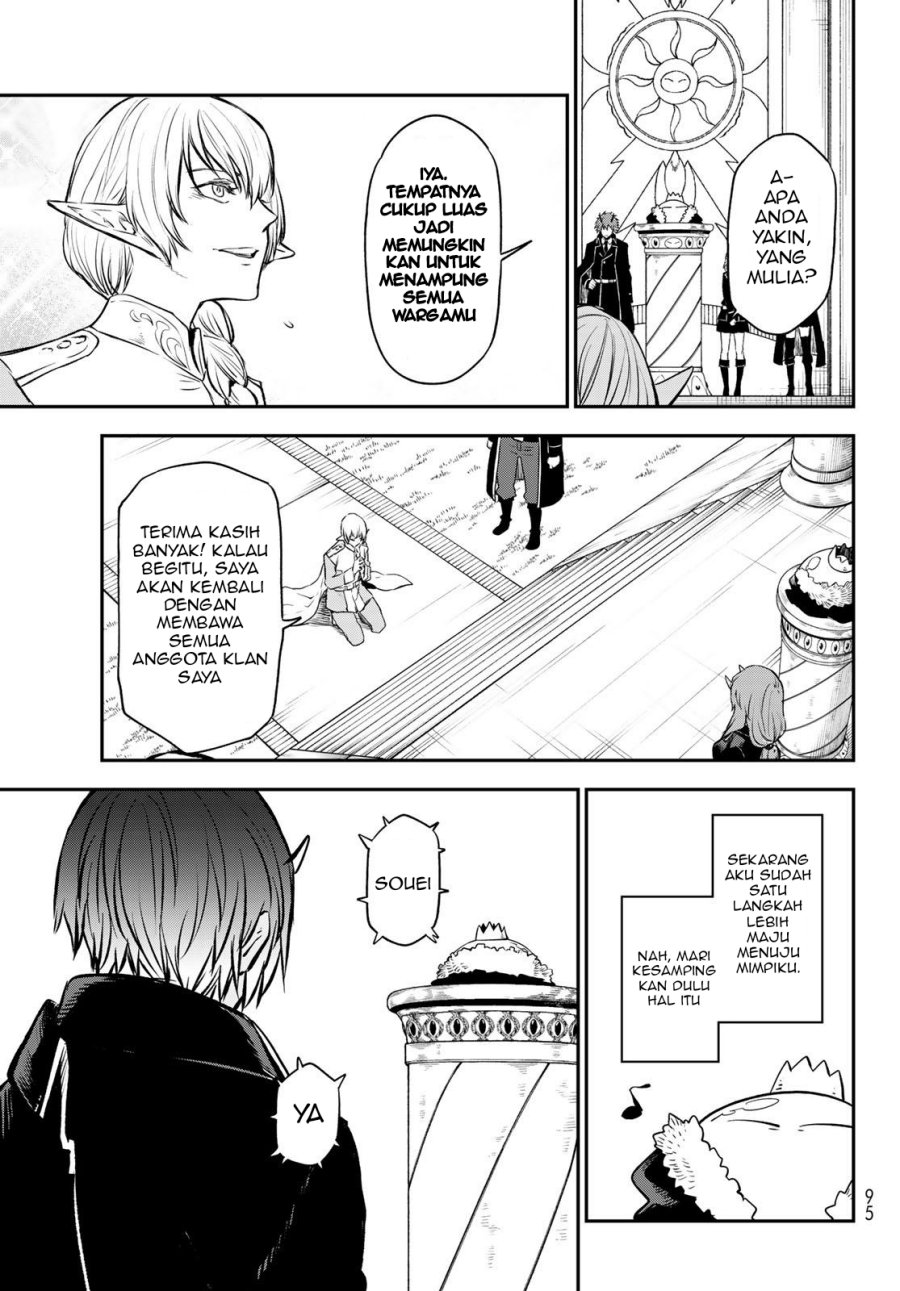 A-
APA
ANDA
YAKIN,
YANG
MULIA?
IYA.
TEMPATNYA
CUKUP LUAS
JADI
MEMUNGKIN
KAN UNTUK
MENAMPUNG
SEMUA
WARGAMU
TERIMA KASIH
BANYAK! KALAU
BEGITU, SAYA
AKAN KEMBALI
DENGAN
MEMBAWA
SEMUA
ANGGOTA KLAN
SAYA
SEKARANG
AKU SUDAH
SATU
LANGKAH
LEBIH
MAJU
MENUJU
MIMPIKU.
NAH, MARI
KESAMPING
KAN DULU
HAL ITU
SOUEI
YA
95